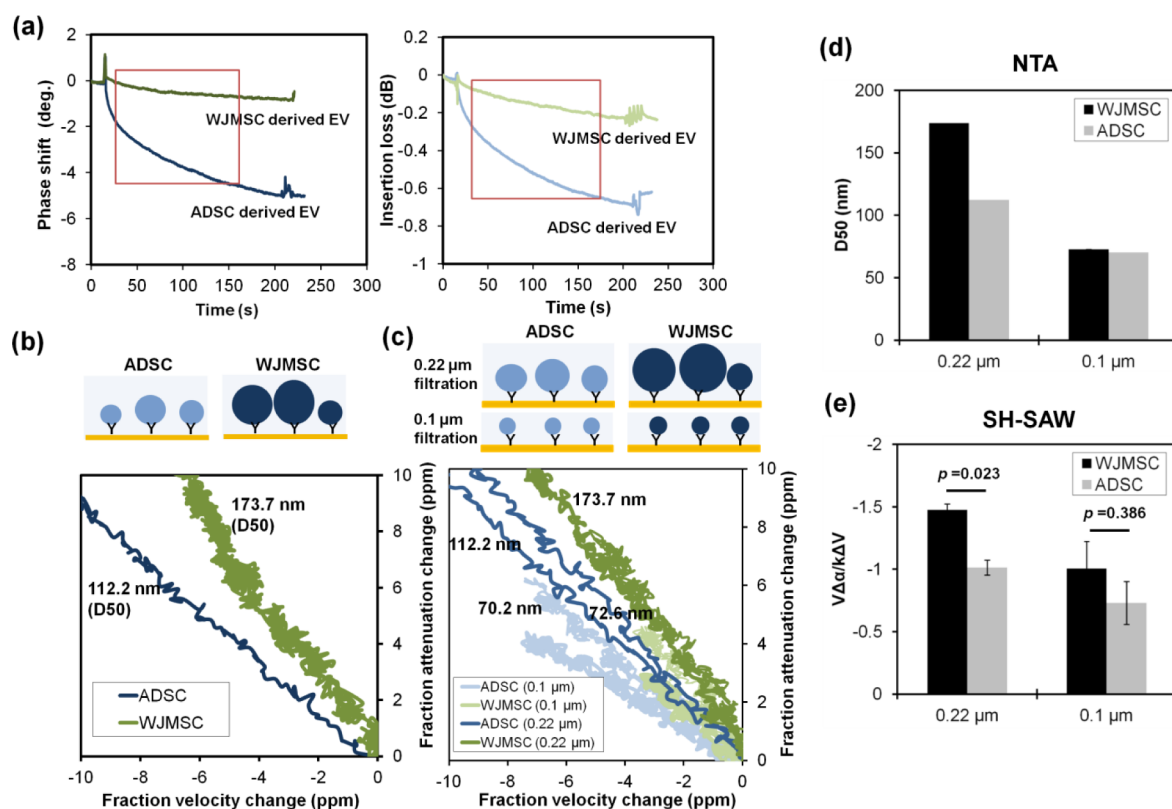 (a)
Phase shift (deg.)
2
0
-2
-4
-6
-8
0 50 100 150 200 250 300
Time (s)
WJMSC derived EV
ADSC derived EV
Insertion loss (dB)
0.2
0
-0.2
-0.4
-0.6
-0.8
-1
0 50 100 150 200 250 300
Time (s)
WJMSC derived EV
ADSC derived EV
(b)
ADSC WJMSC
173.7 nm
(D50)
112.2 nm
(D50)
ADSC
WJMSC
10
8
6
4
2
0
Fraction attenuation change (ppm)
-10 -8 -6 -4 -2 0
Fraction velocity change (ppm)
(c)
ADSC WJMSC
0.22 µm
filtration
0.1 µm
filtration
173.7 nm
112.2 nm
70.2 nm
72.6 nm
ADSC (0.1 µm)
WJMSC (0.1 µm)
ADSC (0.22 µm)
WJMSC (0.22 µm)
10
8
6
4
2
0
Fraction attenuation change (ppm)
-10 -8 -6 -4 -2 0
Fraction velocity change (ppm)
(d)
NTA
WJMSC
ADSC
D50 (nm)
200
150
100
50
0
0.22 µm 0.1 µm
(e)
SH-SAW
WJMSC
ADSC
p =0.023
p =0.386
VΔα/kΔV
-2
-1.5
-1
-0.5
0
0.22 µm 0.1 µm